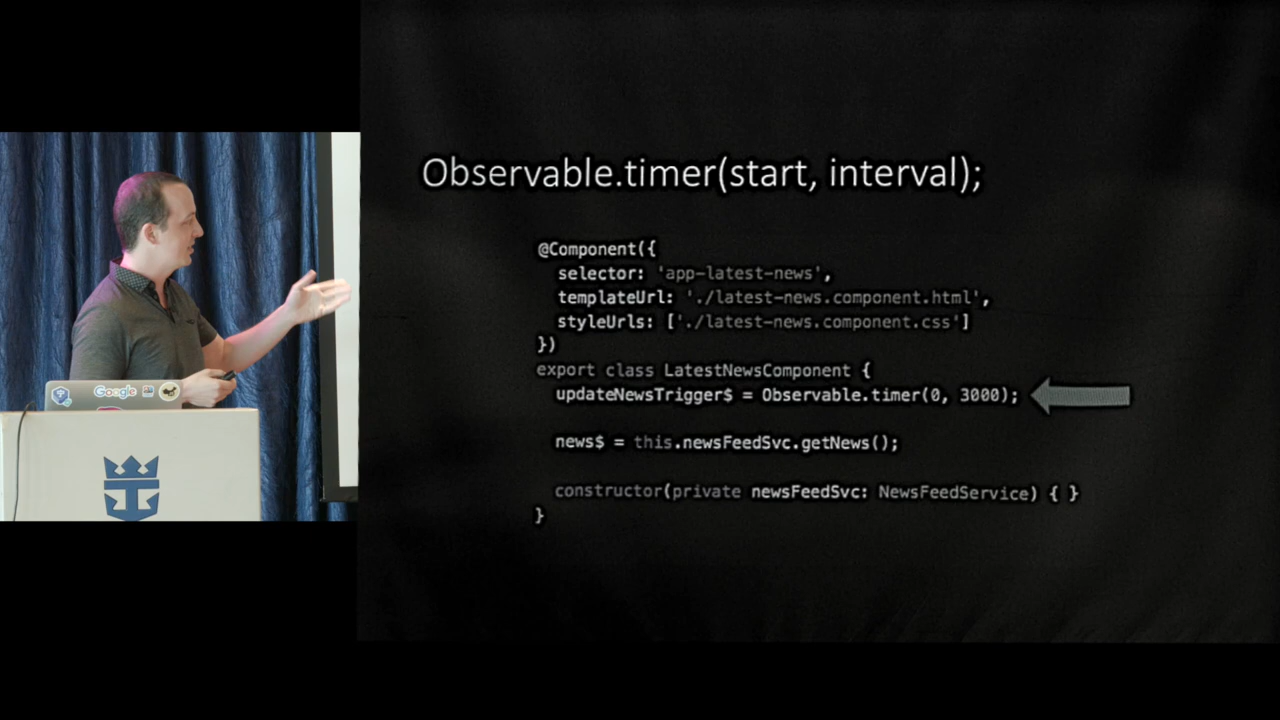 Observable.timer(start, interval);
@Component({
selector: 'app-latest-news',
templateUrl: './latest-news.component.html',
styleUrls: ['./latest-news.component.css']
})
export class LatestNewsComponent {
updateNewsTrigger$ = Observable.timer(0, 3000);
news$ = this.newsFeedSvc.getNews();
constructor(private newsFeedSvc: NewsFeedService) { }
}
Google